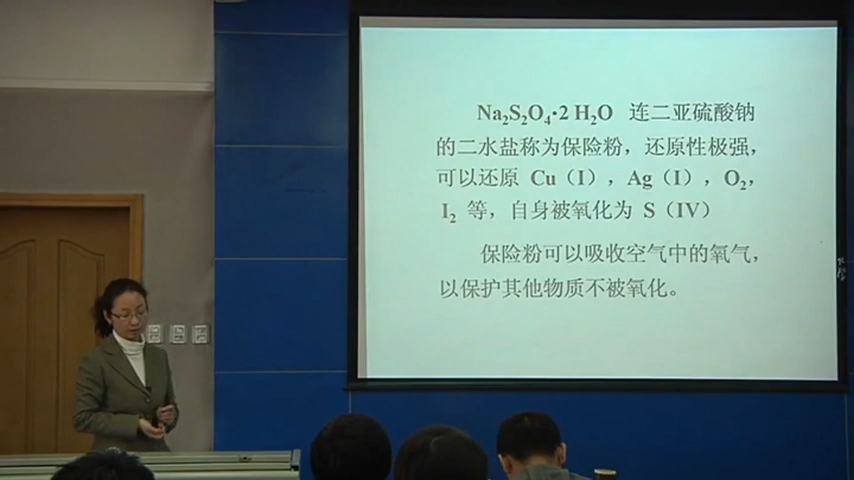 Na₂S₂O₄·2 H₂O 连二亚硫酸钠
的二水盐称为保险粉，还原性极强，
可以还原 Cu（I），Ag（I），O₂，
I₂ 等，自身被氧化为 S（IV）
保险粉可以吸收空气中的氧气，
以保护其他物质不被氧化。